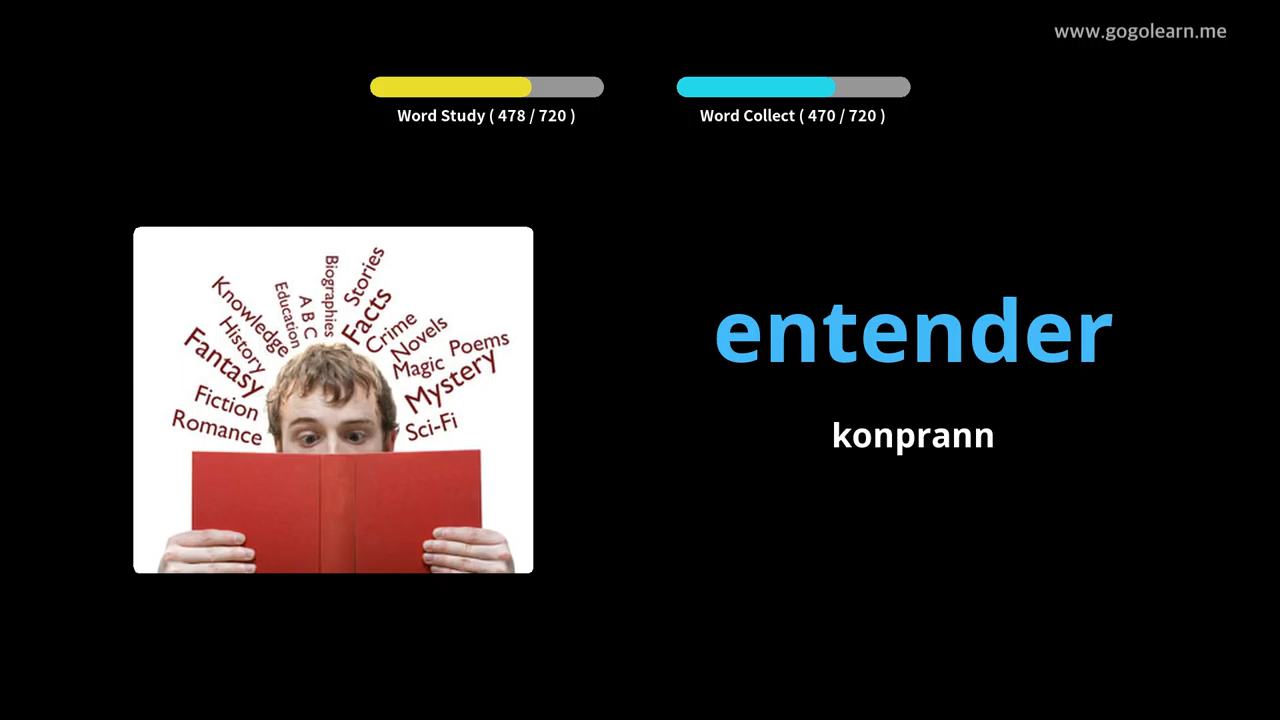 www.gogolearn.me
Word Study ( 478 / 720 )
Word Collect ( 470 / 720 )
Knowledge
Education
A B C
Biographies
Stories
Facts
Crime
Novels
Poems
Magic
Mystery
Sci-Fi
History
Fantasy
Fiction
Romance
entender
konprann